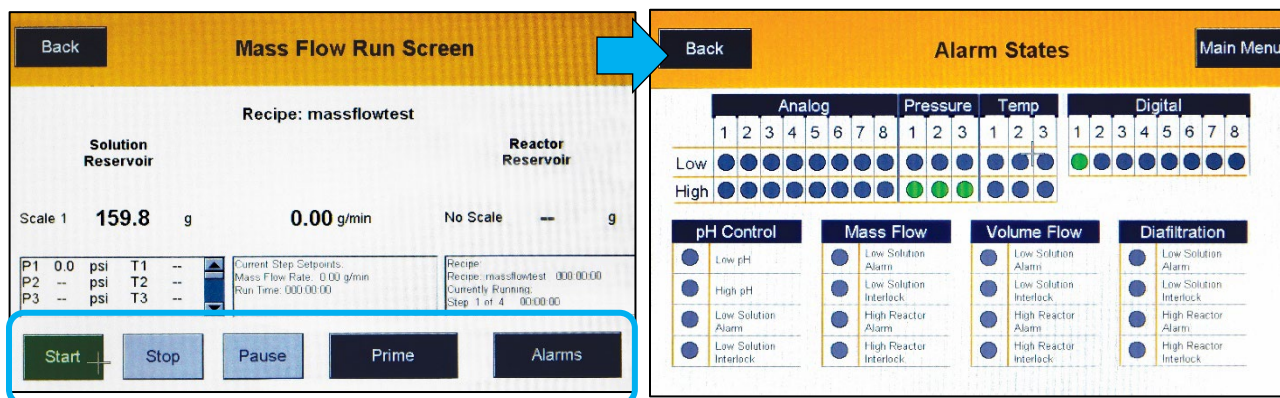 Back
Mass Flow Run Screen
Recipe: massflowtest
Solution
Reservoir
Reactor
Reservoir
Scale 1 159.8 g
0.00 g/min
No Scale -- g
P1 0.0 psi T1 --
P2 -- psi T2 --
P3 -- psi T3 --
Current Step Setpoints:
Mass Flow Rate: 0.00 g/min
Run Time: 000:00:00
Recipe:
Recipe: massflowtest 000:00:00
Currently Running:
Step 1 of 4 00:00:00
Start
Stop
Pause
Prime
Alarms
Back
Alarm States
Main Menu
Analog Pressure Temp Digital
1 2 3 4 5 6 7 8 1 2 3 1 2 3 1 2 3 4 5 6 7 8
Low
High
pH Control
Low pH
High pH
Low Solution
Alarm
Low Solution
Interlock
Mass Flow
Low Solution
Alarm
Low Solution
Interlock
High Reactor
Alarm
High Reactor
Interlock
Volume Flow
Low Solution
Alarm
Low Solution
Interlock
High Reactor
Alarm
High Reactor
Interlock
Diafiltration
Low Solution
Alarm
Low Solution
Interlock
High Reactor
Alarm
High Reactor
Interlock